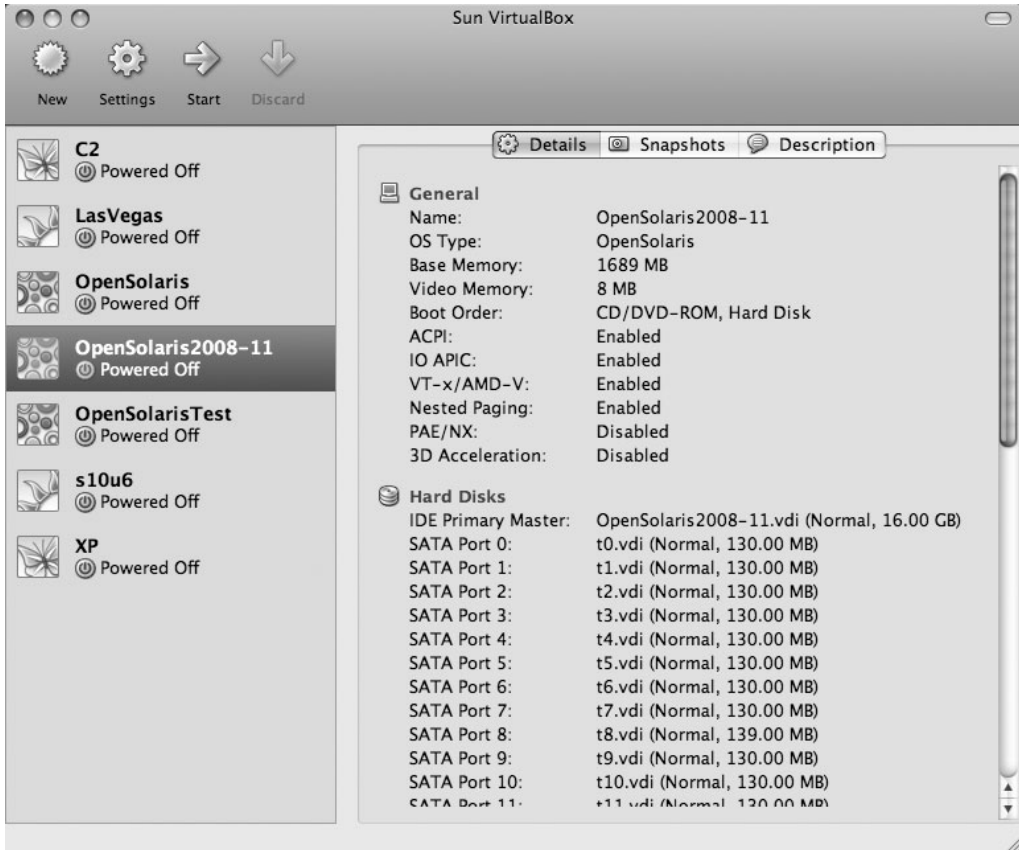 Sun VirtualBox
New Settings Start Discard
C2
Powered Off
LasVegas
Powered Off
OpenSolaris
Powered Off
OpenSolaris2008-11
Powered Off
OpenSolarisTest
Powered Off
s10u6
Powered Off
XP
Powered Off
Details Snapshots Description
General
Name: OpenSolaris2008-11
OS Type: OpenSolaris
Base Memory: 1689 MB
Video Memory: 8 MB
Boot Order: CD/DVD-ROM, Hard Disk
ACPI: Enabled
IO APIC: Enabled
VT-x/AMD-V: Enabled
Nested Paging: Enabled
PAE/NX: Disabled
3D Acceleration: Disabled
Hard Disks
IDE Primary Master: OpenSolaris2008-11.vdi (Normal, 16.00 GB)
SATA Port 0: t0.vdi (Normal, 130.00 MB)
SATA Port 1: t1.vdi (Normal, 130.00 MB)
SATA Port 2: t2.vdi (Normal, 130.00 MB)
SATA Port 3: t3.vdi (Normal, 130.00 MB)
SATA Port 4: t4.vdi (Normal, 130.00 MB)
SATA Port 5: t5.vdi (Normal, 130.00 MB)
SATA Port 6: t6.vdi (Normal, 130.00 MB)
SATA Port 7: t7.vdi (Normal, 130.00 MB)
SATA Port 8: t8.vdi (Normal, 139.00 MB)
SATA Port 9: t9.vdi (Normal, 130.00 MB)
SATA Port 10: t10.vdi (Normal, 130.00 MB)
SATA Port 11: t11.vdi (Normal, 130.00 MB)